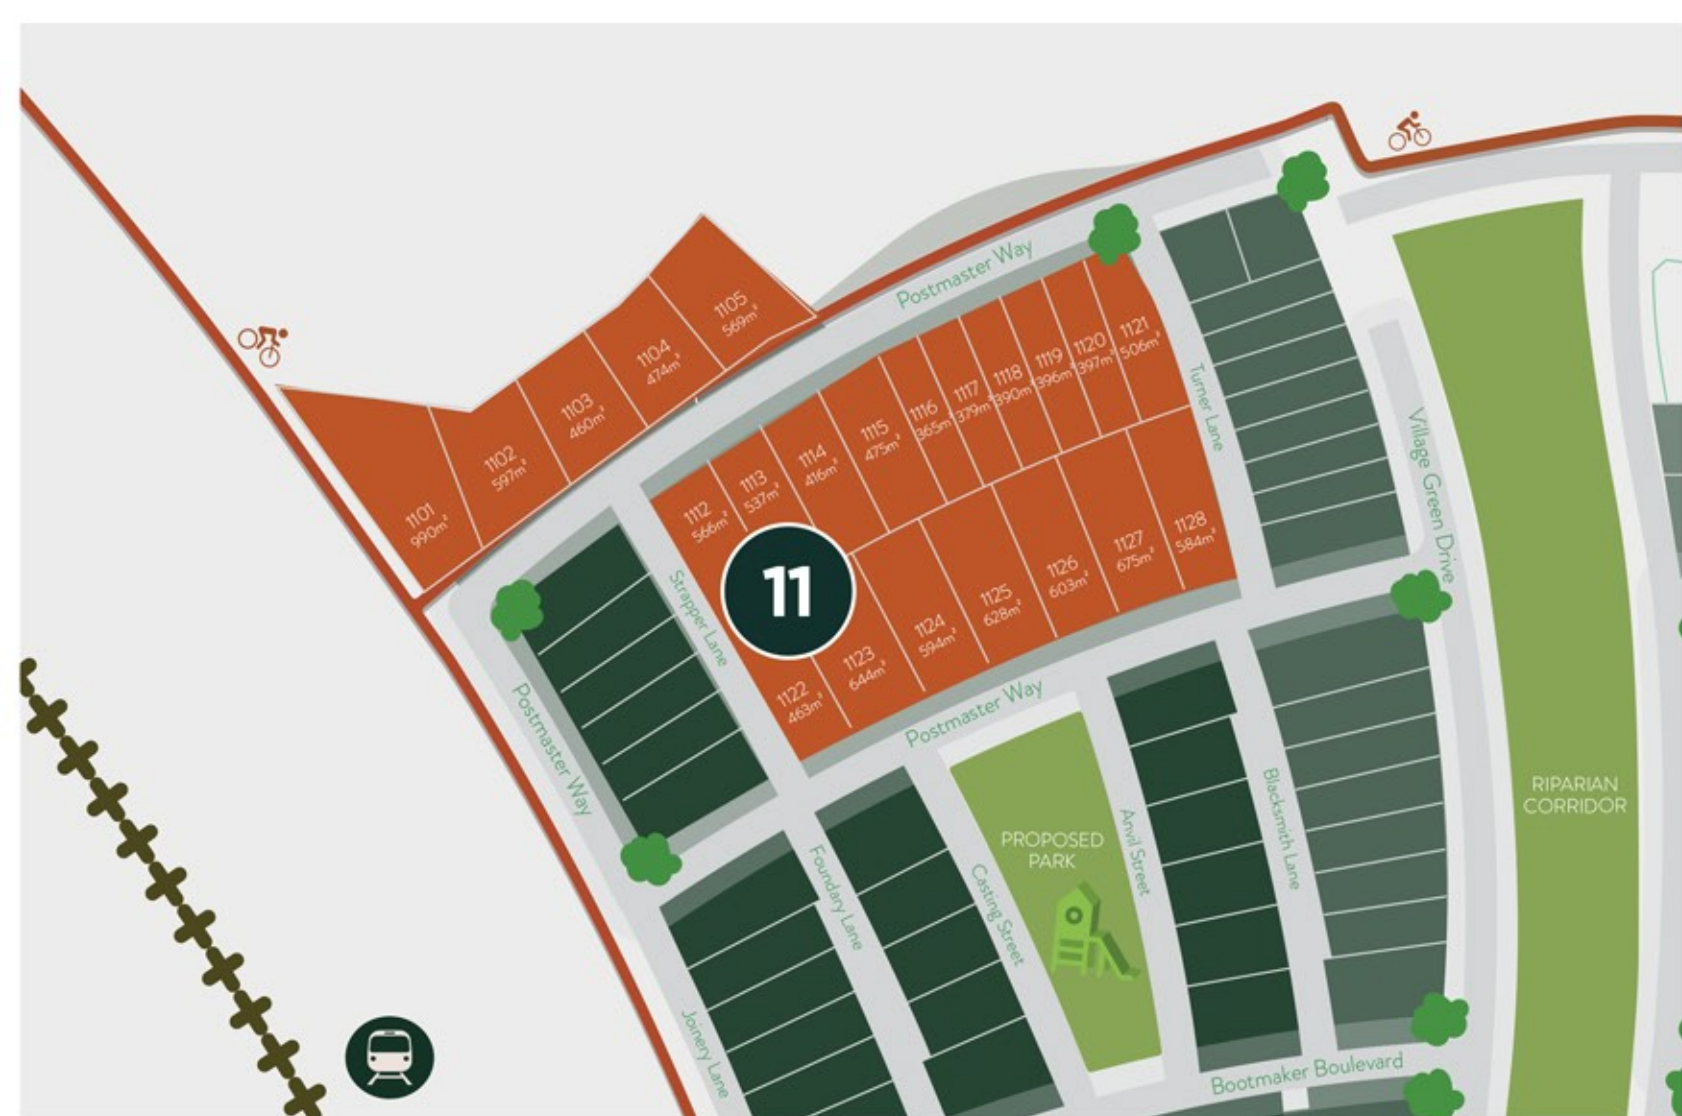 Postmaster Way
1105
569m²
1104
474m²
1103
460m²
1102
597m²
1101
990m²
1121
506m²
1120
397m²
1119
396m²
1118
390m²
1117
379m²
1116
365m²
1115
475m²
1114
416m²
1113
537m²
1112
566m²
11
1128
584m²
1127
675m²
1126
603m²
1125
628m²
1124
594m²
1123
644m²
1122
463m²
Turner Lane
Village Green Drive
Strapper Lane
Postmaster Way
Postmaster Way
PROPOSED
PARK
Anvil Street
Blacksmith Lane
Casting Street
Foundary Lane
Joinery Lane
Bootmaker Boulevard
RIPARIAN
CORRIDOR